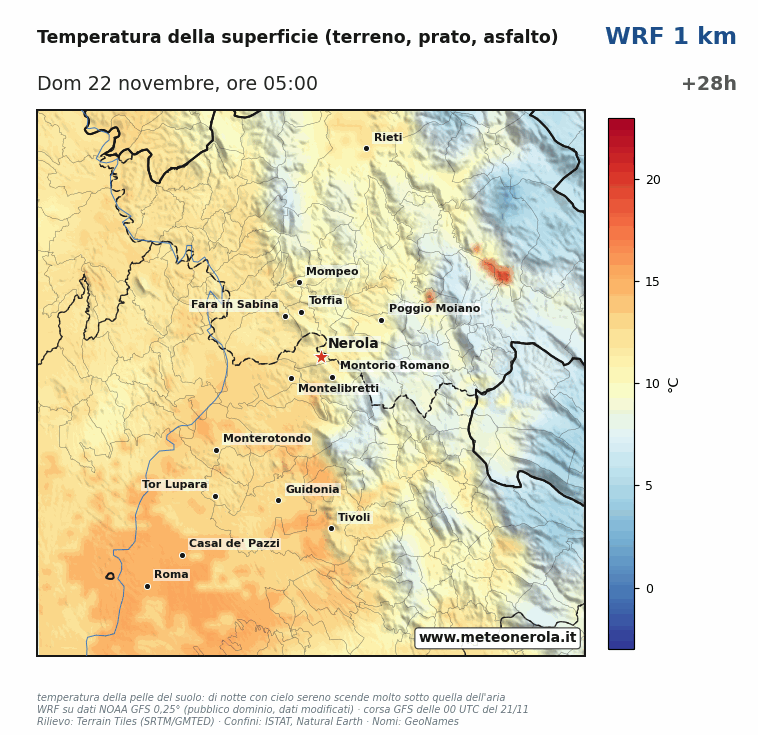 Temperatura della superficie (terreno, prato, asfalto)
WRF 1 km
Dom 22 novembre, ore 05:00
+28h
Rieti
Mompeo
Toffia
Fara in Sabina
Poggio Moiano
Nerola
Montorio Romano
Montelibretti
Monterotondo
Tor Lupara
Guidonia
Tivoli
Casal de' Pazzi
Roma
www.meteonerola.it
20
15
10
5
0
°C
temperatura della pelle del suolo: di notte con cielo sereno scende molto sotto quella dell'aria
WRF su dati NOAA GFS 0,25° (pubblico dominio, dati modificati) · corsa GFS delle 00 UTC del 21/11
Rilievo: Terrain Tiles (SRTM/GMTED) · Confini: ISTAT, Natural Earth · Nomi: GeoNames